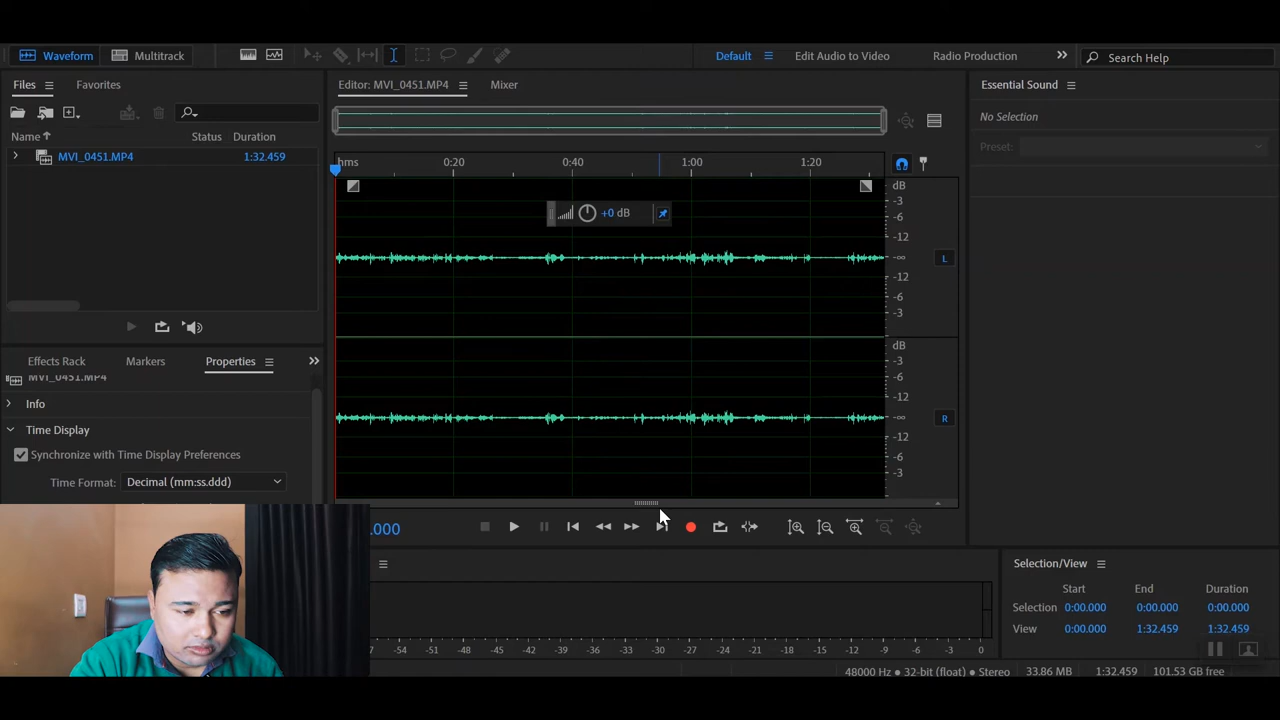 Waveform Multitrack Default Edit Audio to Video Radio Production Search Help
Files Favorites
Editor: MVI_0451.MP4 Mixer
Essential Sound
No Selection
Preset:
Name Status Duration
MVI_0451.MP4 1:32.459
hms 0:20 0:40 1:00 1:20
dB
-3
-6
-12
-∞
-12
-6
-3
+0 dB
L
dB
-3
-6
-12
-∞
-12
-6
-3
R
Effects Rack Markers Properties
MVI_0451.MP4
Info
Time Display
Synchronize with Time Display Preferences
Time Format: Decimal (mm:ss.ddd)
.000
Selection/View
Start End Duration
Selection 0:00.000 0:00.000 0:00.000
View 0:00.000 1:32.459 1:32.459
-57 -54 -51 -48 -45 -42 -39 -36 -33 -30 -27 -24 -21 -18 -15 -12 -9 -6 -3 0
48000 Hz • 32-bit (float) • Stereo 33.86 MB 1:32.459 101.53 GB free